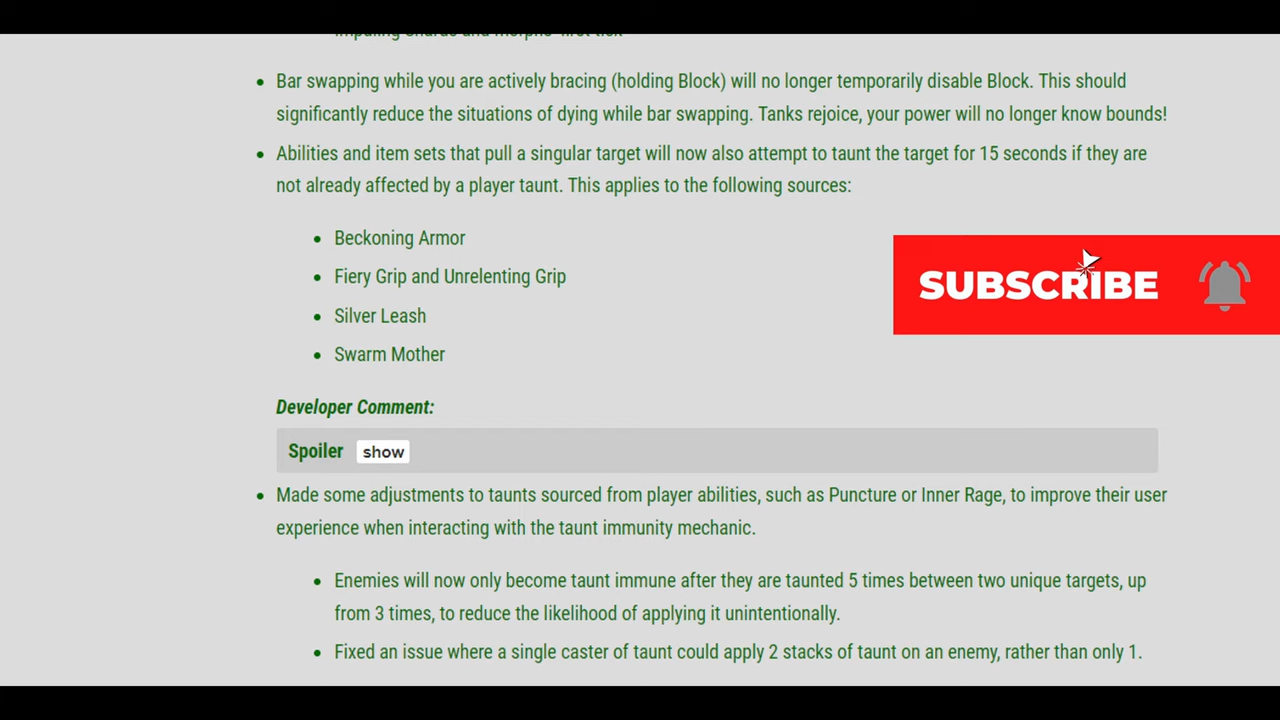 Impaling Shards and morphs' first tick
Bar swapping while you are actively bracing (holding Block) will no longer temporarily disable Block. This should
significantly reduce the situations of dying while bar swapping. Tanks rejoice, your power will no longer know bounds!
Abilities and item sets that pull a singular target will now also attempt to taunt the target for 15 seconds if they are
not already affected by a player taunt. This applies to the following sources:
Beckoning Armor
Fiery Grip and Unrelenting Grip
SUBSCRIBE
Silver Leash
Swarm Mother
Developer Comment:
Spoiler show
Made some adjustments to taunts sourced from player abilities, such as Puncture or Inner Rage, to improve their user
experience when interacting with the taunt immunity mechanic.
Enemies will now only become taunt immune after they are taunted 5 times between two unique targets, up
from 3 times, to reduce the likelihood of applying it unintentionally.
Fixed an issue where a single caster of taunt could apply 2 stacks of taunt on an enemy, rather than only 1.